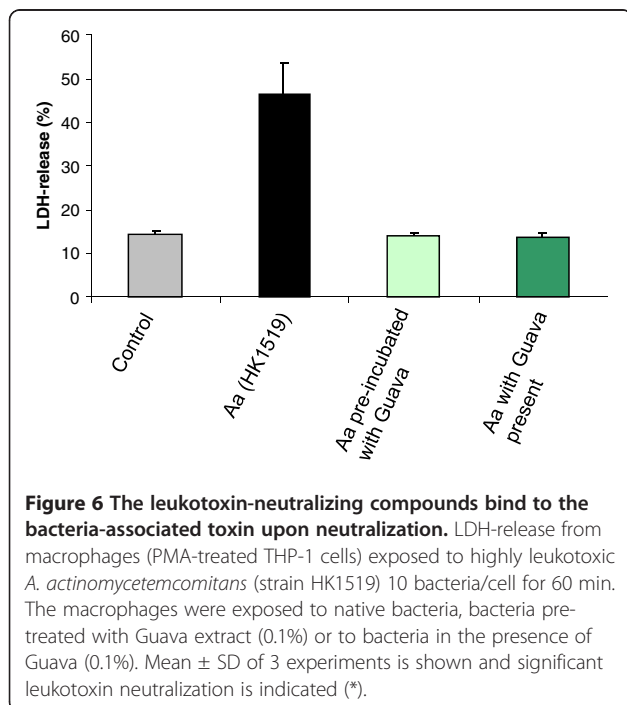 60
50
40
30
20
10
0
LDH-release (%)
Control
Aa (HK1519)
Aa pre-incubated
with Guava
Aa with Guava
present
Figure 6 The leukotoxin-neutralizing compounds bind to the
bacteria-associated toxin upon neutralization. LDH-release from
macrophages (PMA-treated THP-1 cells) exposed to highly leukotoxic
A. actinomycetemcomitans (strain HK1519) 10 bacteria/cell for 60 min.
The macrophages were exposed to native bacteria, bacteria pre-
treated with Guava extract (0.1%) or to bacteria in the presence of
Guava (0.1%). Mean ± SD of 3 experiments is shown and significant
leukotoxin neutralization is indicated (*).